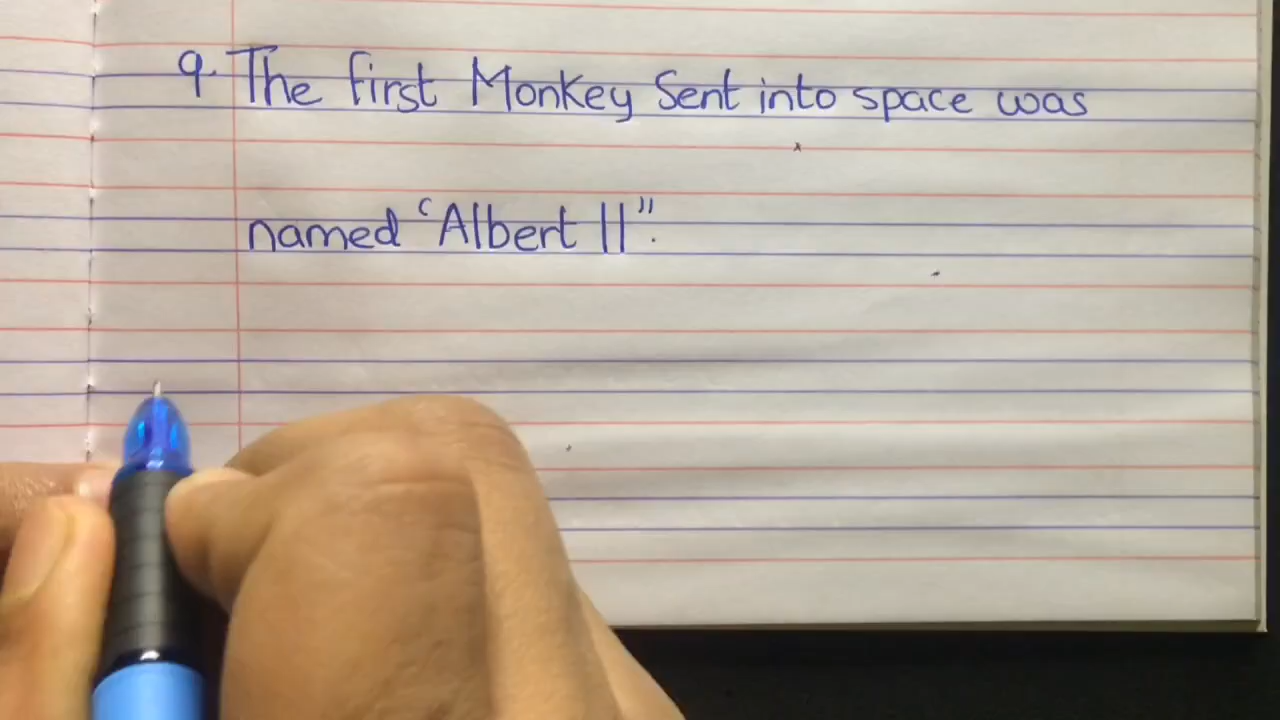 9. The first Monkey Sent into space was
named "Albert II".